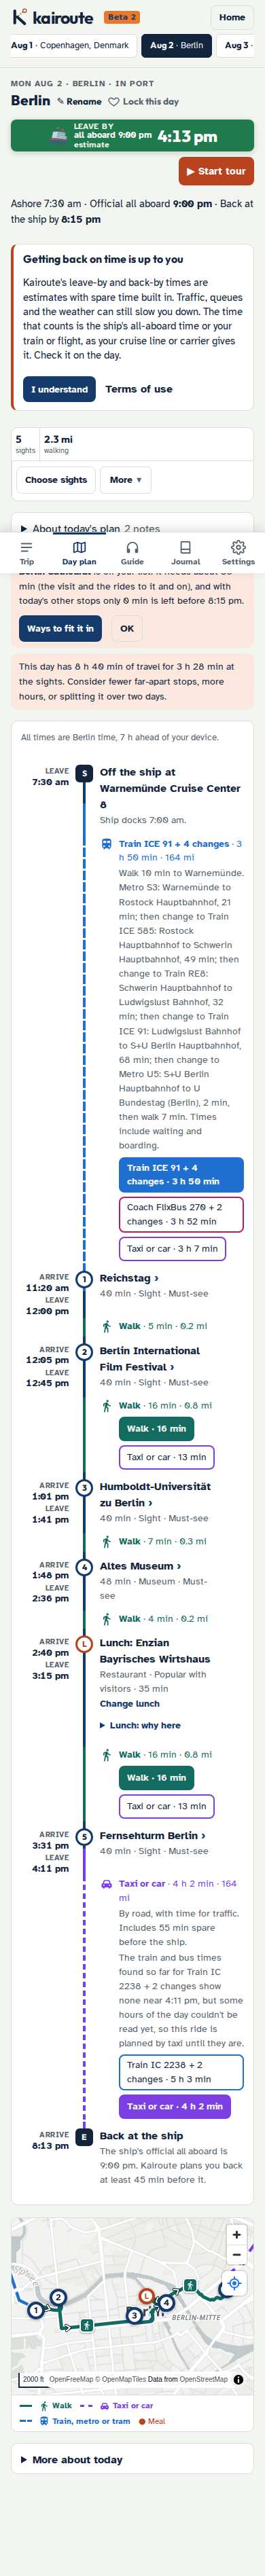 kairoute Beta 2 Home
Aug 1 · Copenhagen, Denmark Aug 2 · Berlin Aug 3 ·
MON AUG 2 · BERLIN · IN PORT
Berlin ✎ Rename Lock this day
LEAVE BY
all aboard 9:00 pm 4:13 pm
estimate
▶ Start tour
Ashore 7:30 am · Official all aboard 9:00 pm · Back at
the ship by 8:15 pm
Getting back on time is up to you
Kairoute's leave-by and back-by times are
estimates with spare time built in. Traffic, queues
and the weather can still slow you down. The time
that counts is the ship's all-aboard time or your
train or flight, as your cruise line or carrier gives
it. Check it on the day.
I understand Terms of use
5 2.3 mi
sights walking
Choose sights More ▼
▶ About today's plan 2 notes
Trip Day plan Guide Journal Settings
min (the visit and the rides to it and on), and with
today's other stops only 0 min is left before 8:15 pm.
Ways to fit it in OK
This day has 8 h 40 m of travel for 3 h 28 min at
the sights. Consider fewer far-apart stops, more
hours, or splitting it over two days.
All times are Berlin time, 7 h ahead of your device.
LEAVE
7:30 am
S
Off the ship at
Warnemünde Cruise Center
8
Ship docks 7:00 am.
Train ICE 91 + 4 changes · 3
h 50 min · 164 mi
Walk 10 min to Warnemünde.
Metro S3: Warnemünde to
Rostock Hauptbahnhof, 21
min; then change to Train
ICE 585: Rostock
Hauptbahnhof to Schwerin
Hauptbahnhof, 49 min; then
change to Train RE8:
Schwerin Hauptbahnhof to
Ludwigslust Bahnhof, 32
min; then change to Train
ICE 91: Ludwigslust Bahnhof
to S+U Berlin Hauptbahnhof,
68 min; then change to
Metro U5: S+U Berlin
Hauptbahnhof to U
Bundestag (Berlin), 2 min,
then walk 7 min. Times
include waiting and
boarding.
Train ICE 91 + 4
changes · 3 h 50 min
Coach FlixBus 270 + 2
changes · 3 h 52 min
Taxi or car · 3 h 7 min
ARRIVE
11:20 am
LEAVE
12:00 pm
1
Reichstag ›
40 min · Sight · Must-see
Walk · 5 min · 0.2 mi
ARRIVE
12:05 pm
LEAVE
12:45 pm
2
Berlin International
Film Festival ›
40 min · Sight · Must-see
Walk · 16 min · 0.8 mi
Walk · 16 min
Taxi or car · 13 min
ARRIVE
1:01 pm
LEAVE
1:41 pm
3
Humboldt-Universität
zu Berlin ›
40 min · Sight · Must-see
Walk · 7 min · 0.3 mi
ARRIVE
1:48 pm
LEAVE
2:36 pm
4
Altes Museum ›
48 min · Museum · Must-
see
Walk · 4 min · 0.2 mi
ARRIVE
2:40 pm
LEAVE
3:15 pm
L
Lunch: Enzian
Bayrisches Wirtshaus
Restaurant · Popular with
visitors · 35 min
Change lunch
▶ Lunch: why here
Walk · 16 min · 0.8 mi
Walk · 16 min
Taxi or car · 13 min
ARRIVE
3:31 pm
LEAVE
4:11 pm
5
Fernsehturm Berlin ›
40 min · Sight · Must-see
Taxi or car · 4 h 2 min · 164
mi
By road, with time for traffic.
Includes 55 min spare
before the ship.
The train and bus times
found so far for Train IC
2238 + 2 changes show
none near 4:11 pm, but some
hours of the day couldn't be
read yet, so this ride is
planned by taxi until they are.
Train IC 2238 + 2
changes · 5 h 3 min
Taxi or car · 4 h 2 min
ARRIVE
8:13 pm
E
Back at the ship
The ship's official all aboard is
9:00 pm. Kairoute plans you back
at least 45 min before it.
1 2 3 L 4
BERLIN-MITTE
2000 ft OpenFreeMap © OpenMapTiles Data from OpenStreetMap
Walk Taxi or car
Train, metro or tram Meal
▶ More about today